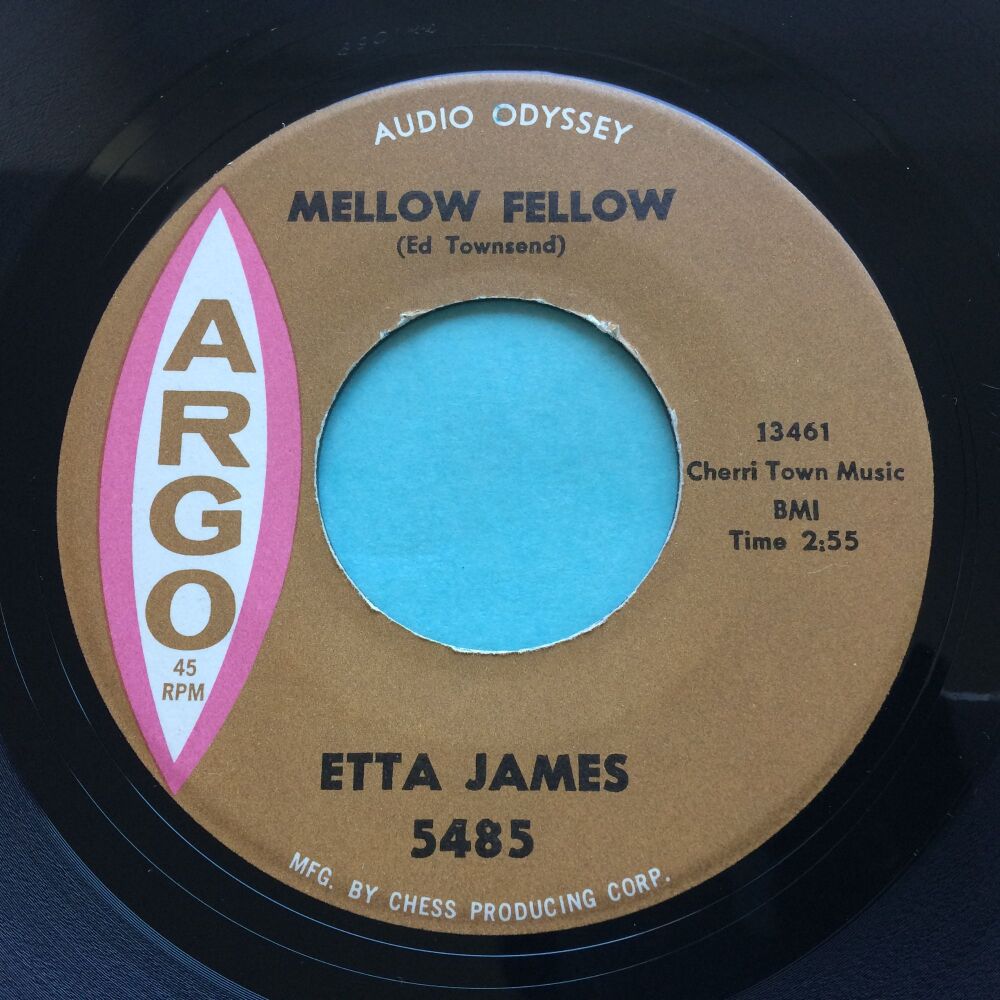 AUDIO ODYSSEY
MELLOW FELLOW
(Ed Townsend)
ARGO
45
RPM
13461
Cherri Town Music
BMI
Time 2:55
ETTA JAMES
5485
MFG. BY CHESS PRODUCING CORP.